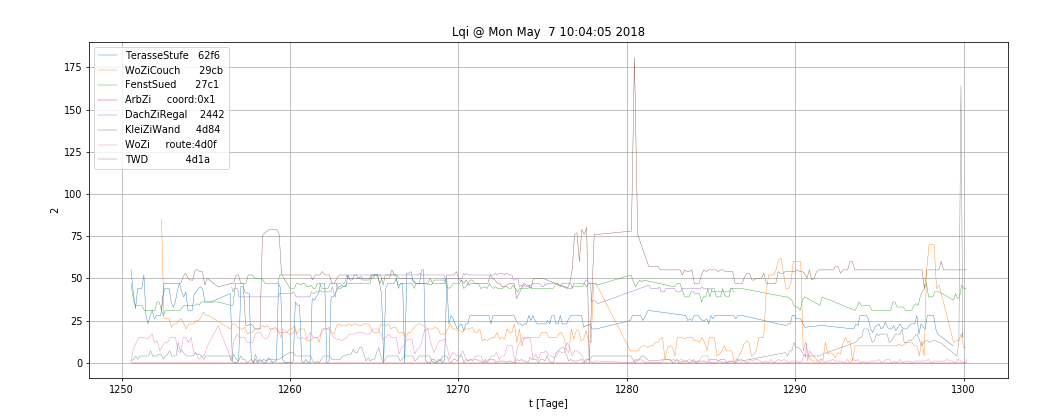 Lqi @ Mon May  7 10:04:05 2018
175
150
125
100
75
50
25
0
2
TerasseStufe   62f6
WoZiCouch      29cb
FenstSued      27c1
ArbZi     coord:0x1
DachZiRegal    2442
KleiZiWand     4d84
WoZi     route:4d0f
TWD            4d1a
1250 1260 1270 1280 1290 1300
t [Tage]